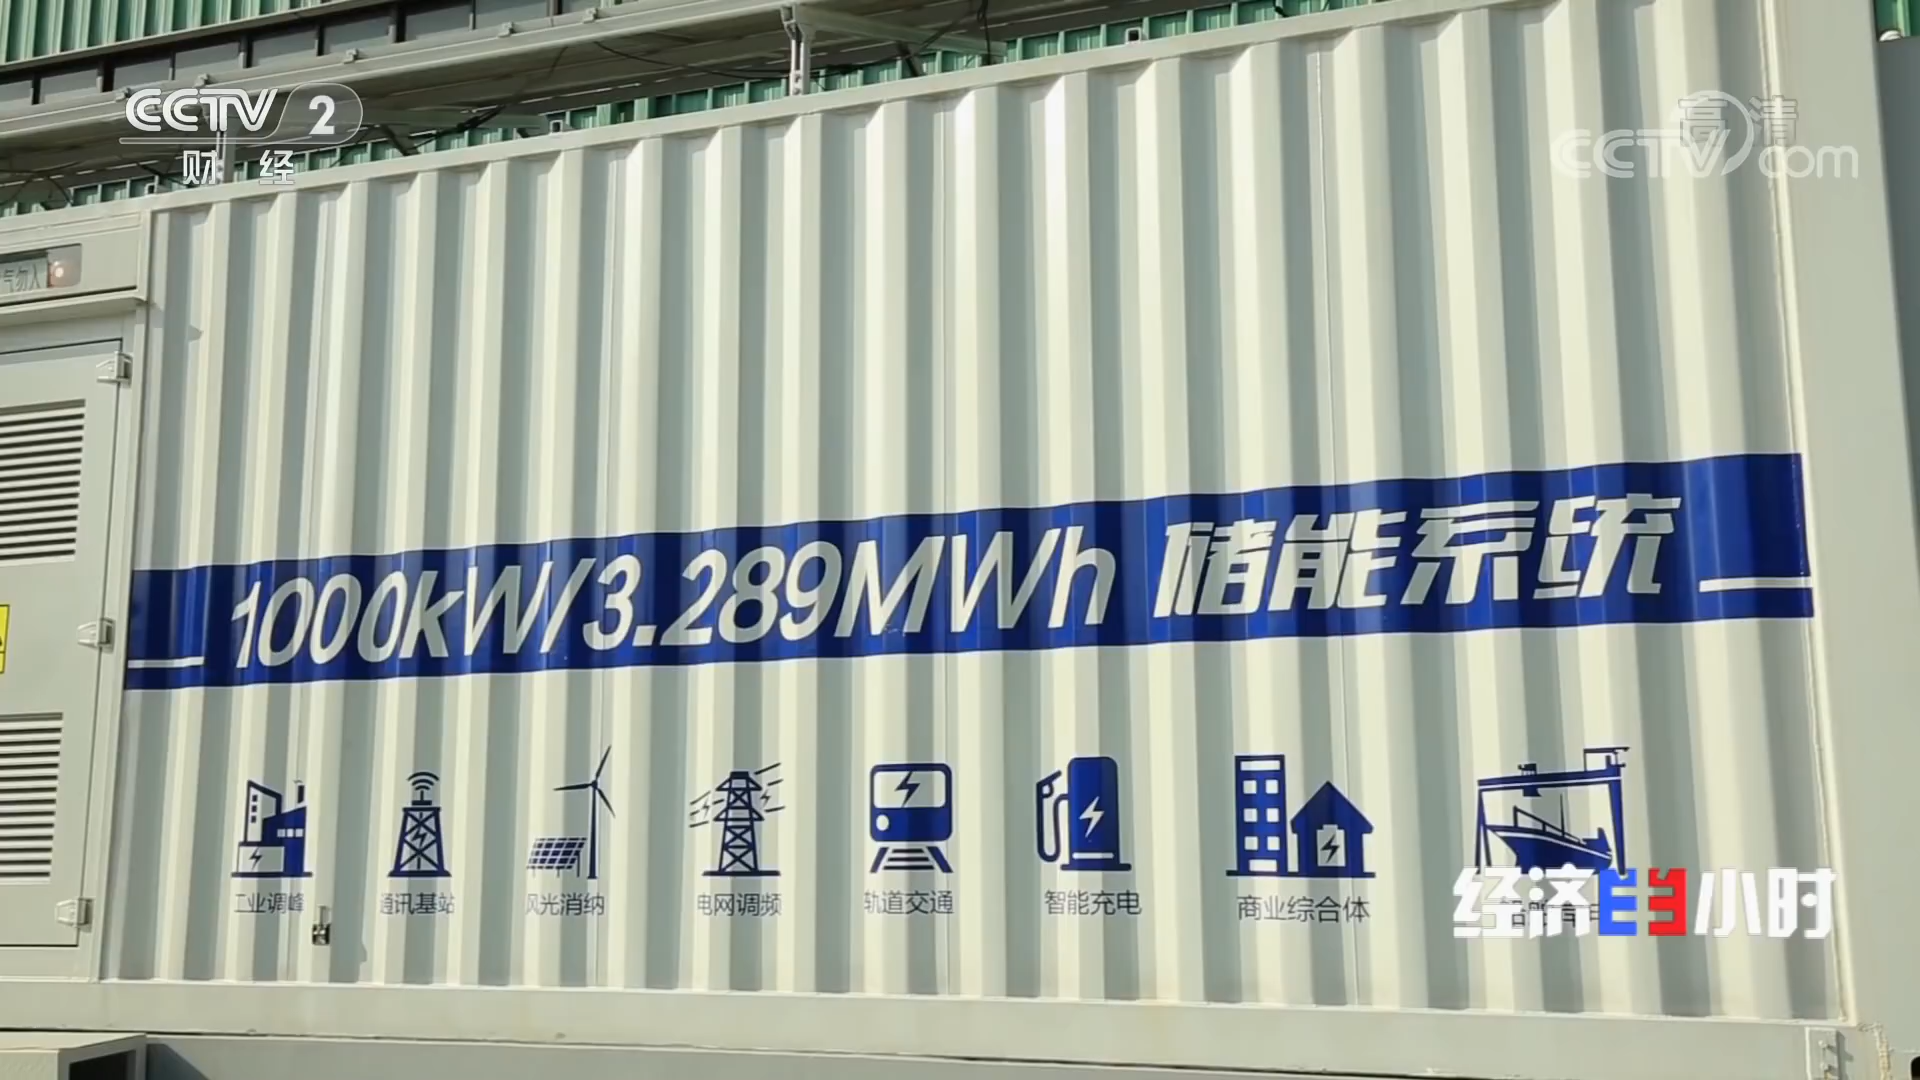 CCTV 2
财 经
高清
CCTV.com
气勿入
1000kW/3.289MWh 储能系统
工业调峰
通讯基站
风光消纳
电网调频
轨道交通
智能充电
商业综合体
经济半小时